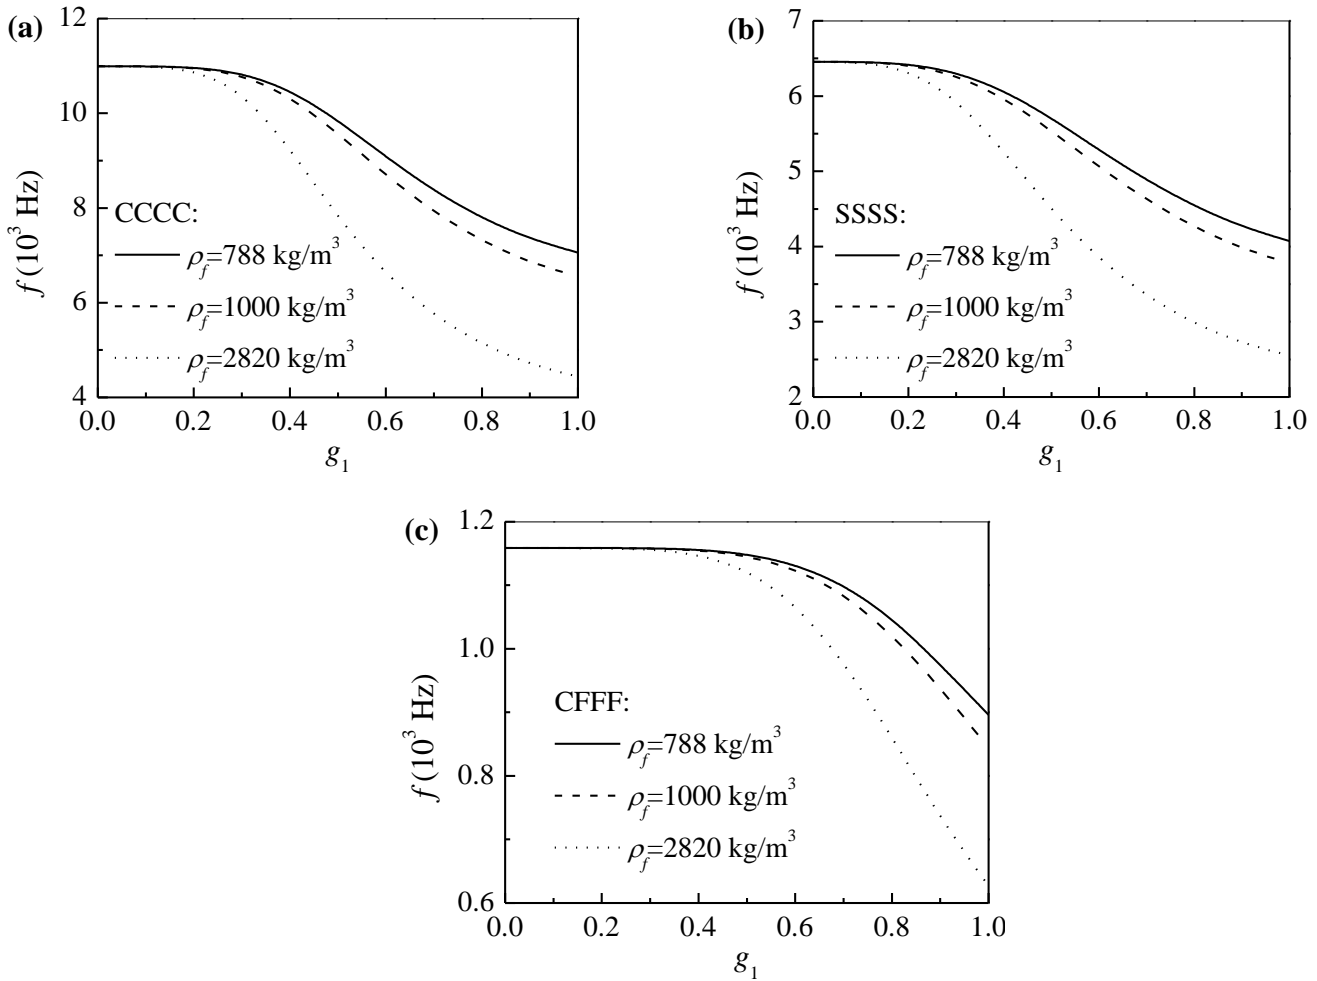 (a)
12
10
8
6
4
f (10³ Hz)
CCCC:
ρf=788 kg/m³
ρf=1000 kg/m³
ρf=2820 kg/m³
0.0 0.2 0.4 0.6 0.8 1.0
g₁
(b)
7
6
5
4
3
2
f (10³ Hz)
SSSS:
ρf=788 kg/m³
ρf=1000 kg/m³
ρf=2820 kg/m³
0.0 0.2 0.4 0.6 0.8 1.0
g₁
(c)
1.2
1.0
0.8
0.6
f (10³ Hz)
CFFF:
ρf=788 kg/m³
ρf=1000 kg/m³
ρf=2820 kg/m³
0.0 0.2 0.4 0.6 0.8 1.0
g₁